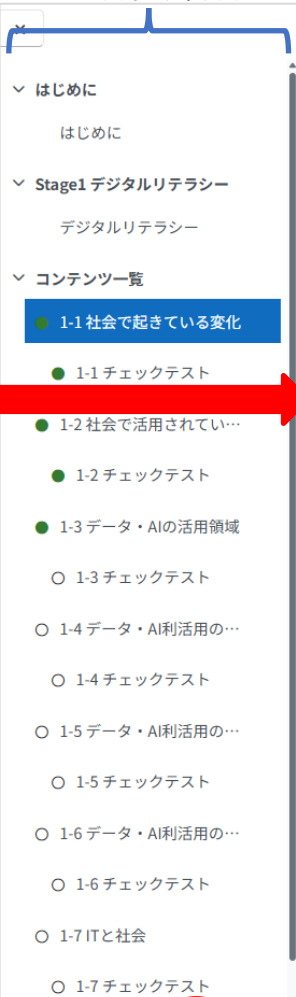 はじめに
はじめに
Stage1 デジタルリテラシー
デジタルリテラシー
コンテンツ一覧
1-1 社会で起きている変化
1-1 チェックテスト
1-2 社会で活用されてい…
1-2 チェックテスト
1-3 データ・AIの活用領域
1-3 チェックテスト
1-4 データ・AI利活用の…
1-4 チェックテスト
1-5 データ・AI利活用の…
1-5 チェックテスト
1-6 データ・AI利活用の…
1-6 チェックテスト
1-7 ITと社会
1-7 チェックテスト